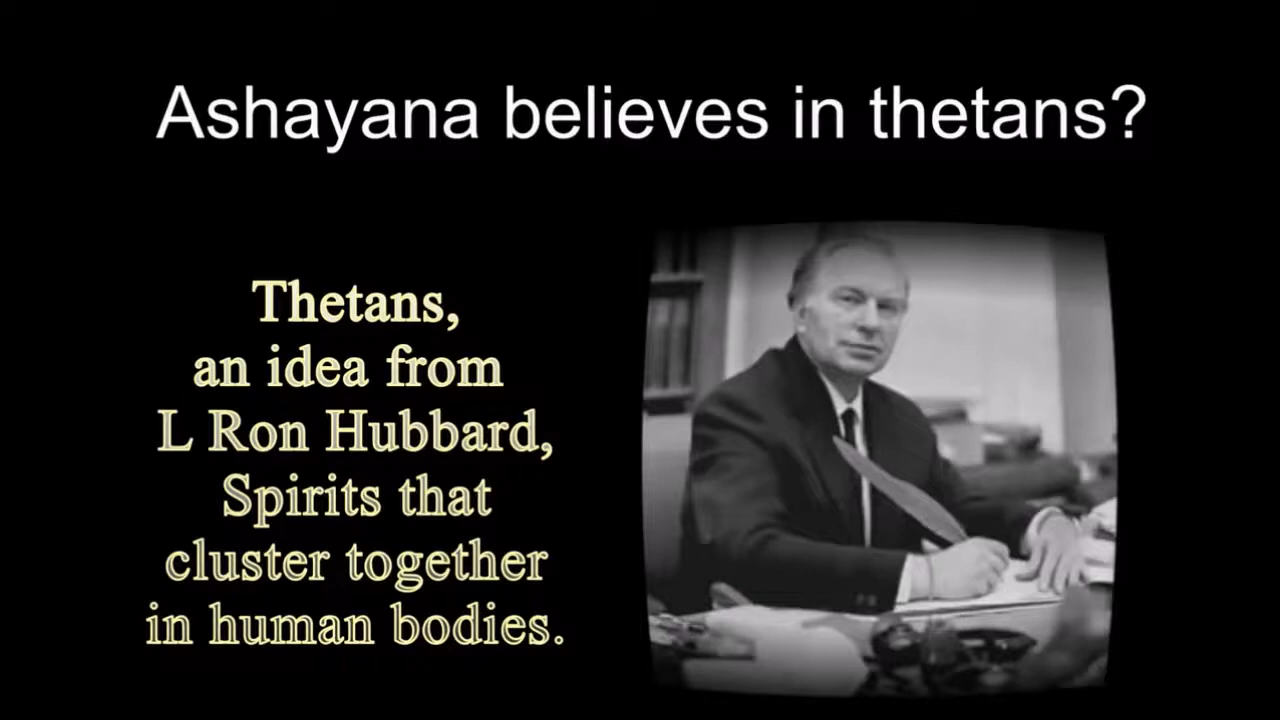 Ashayana believes in thetans?
Thetans,
an idea from
L Ron Hubbard,
Spirits that
cluster together
in human bodies.